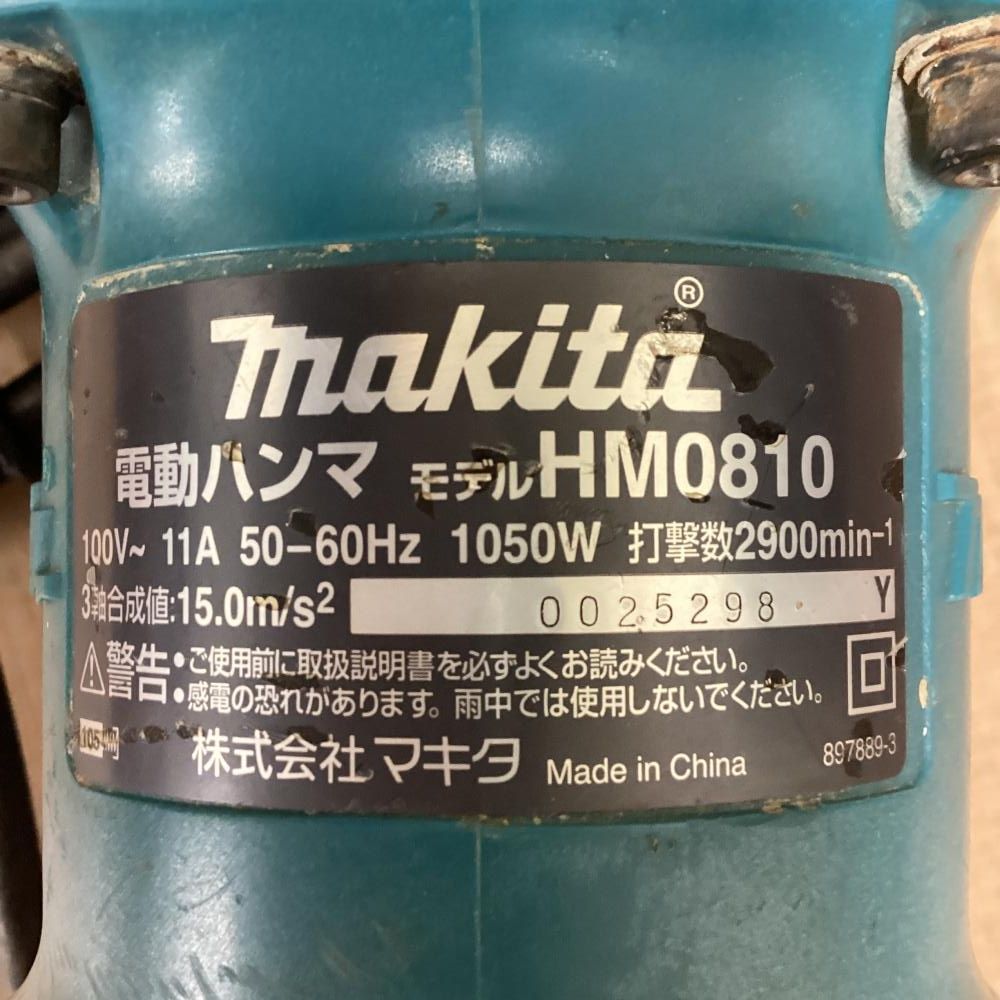 makita®
電動ハンマ モデルHM0810
100V~ 11A 50-60Hz 1050W 打撃数2900min-1
3軸合成値:15.0m/s2
0025298 Y
警告・ご使用前に取扱説明書を必ずよくお読みください。
・感電の恐れがあります。雨中では使用しないでください。
株式会社マキタ Made in China 897889-3